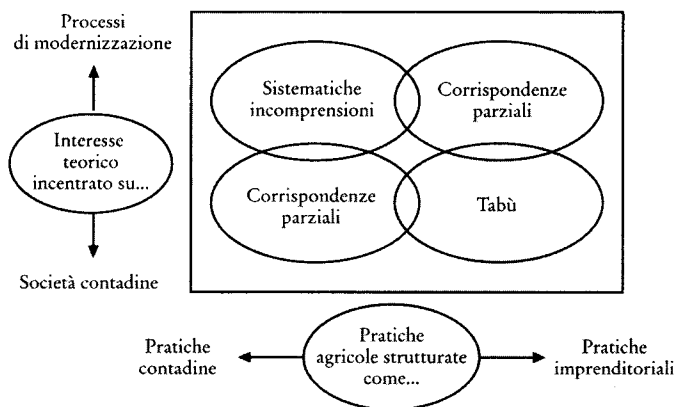 Processi
di modernizzazione
Interesse
teorico
incentrato su...
Società contadine
Sistematiche
incomprensioni
Corrispondenze
parziali
Corrispondenze
parziali
Tabù
Pratiche
contadine
Pratiche
agricole strutturate
come...
Pratiche
imprenditoriali